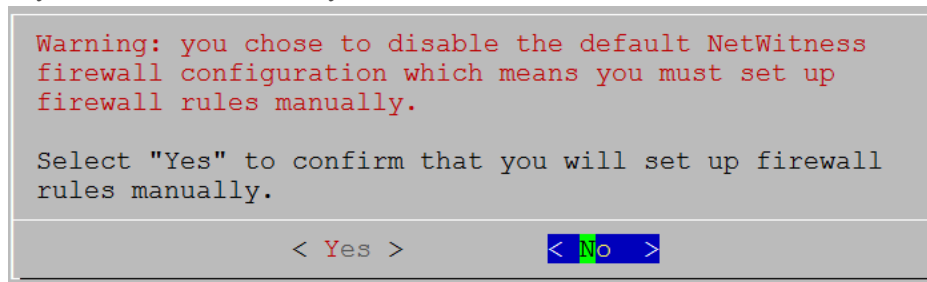 Warning: you chose to disable the default NetWitness
firewall configuration which means you must set up
firewall rules manually.
Select "Yes" to confirm that you will set up firewall
rules manually.
< Yes > < No >